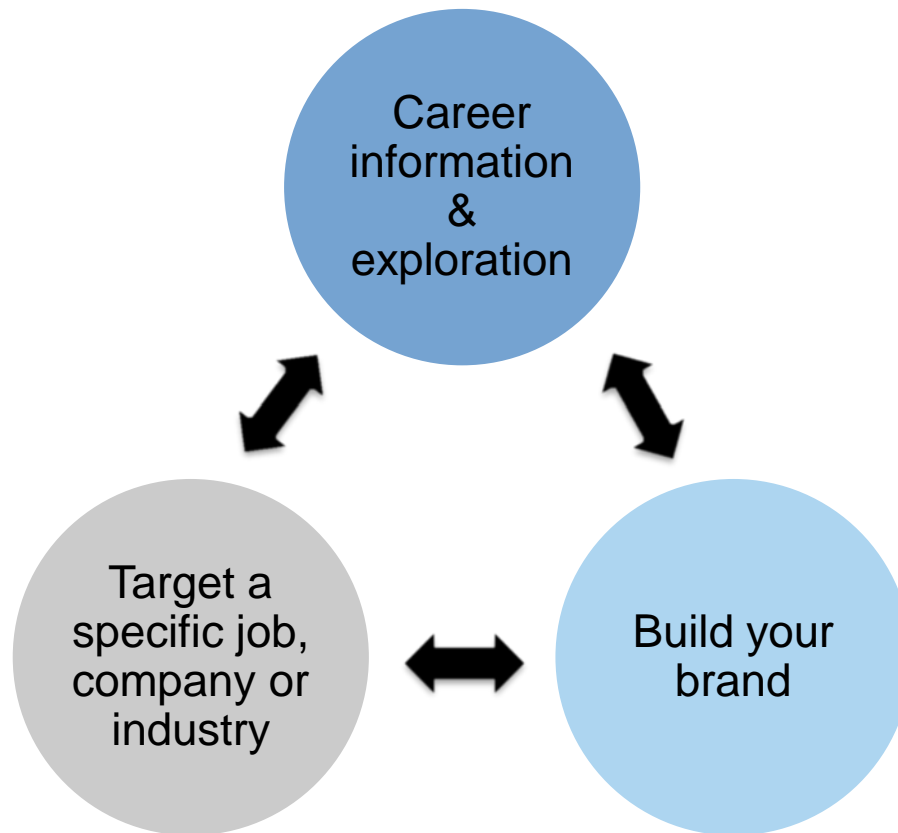 Career
information
&
exploration
Target a
specific job,
company or
industry
Build your
brand